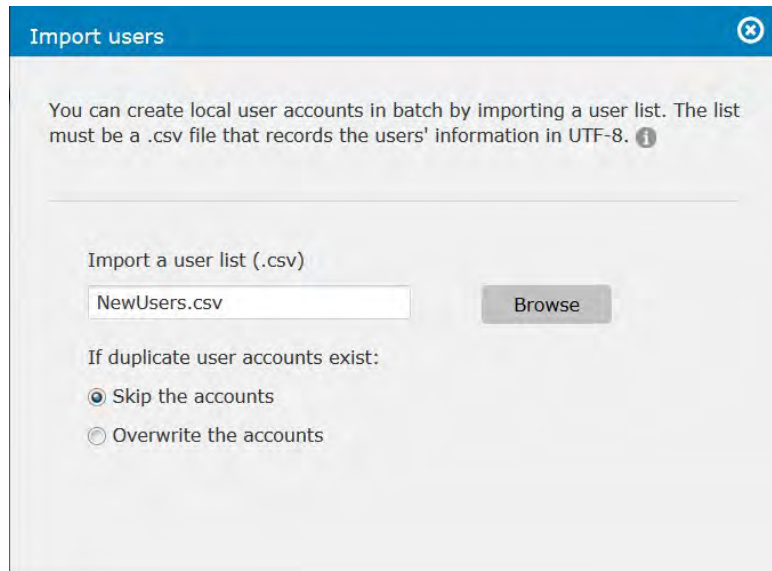 Import users
You can create local user accounts in batch by importing a user list. The list
must be a .csv file that records the users' information in UTF-8.
Import a user list (.csv)
NewUsers.csv
Browse
If duplicate user accounts exist:
Skip the accounts
Overwrite the accounts